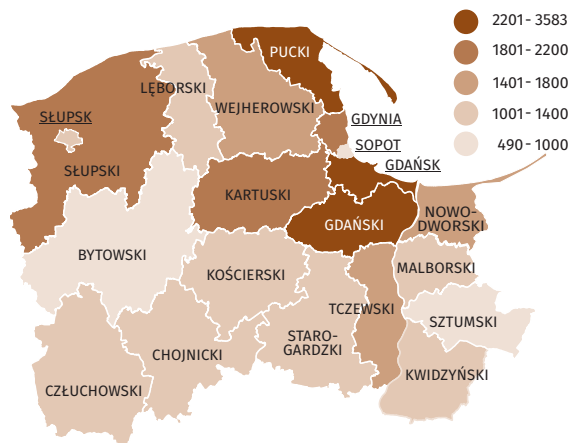 2201 - 3583
1801 - 2200
1401 - 1800
1001 - 1400
490 - 1000
PUCKI
LĘBORSKI
WEJHEROWSKI
SŁUPSK
GDYNIA
SOPOT
GDAŃSK
SŁUPSKI
KARTUSKI
GDAŃSKI
NOWO-
DWORSKI
BYTOWSKI
KOŚCIERSKI
MALBORSKI
TCZEWSKI
SZTUMSKI
STARO-
GARDZKI
CHOJNICKI
KWIDZYŃSKI
CZŁUCHOWSKI